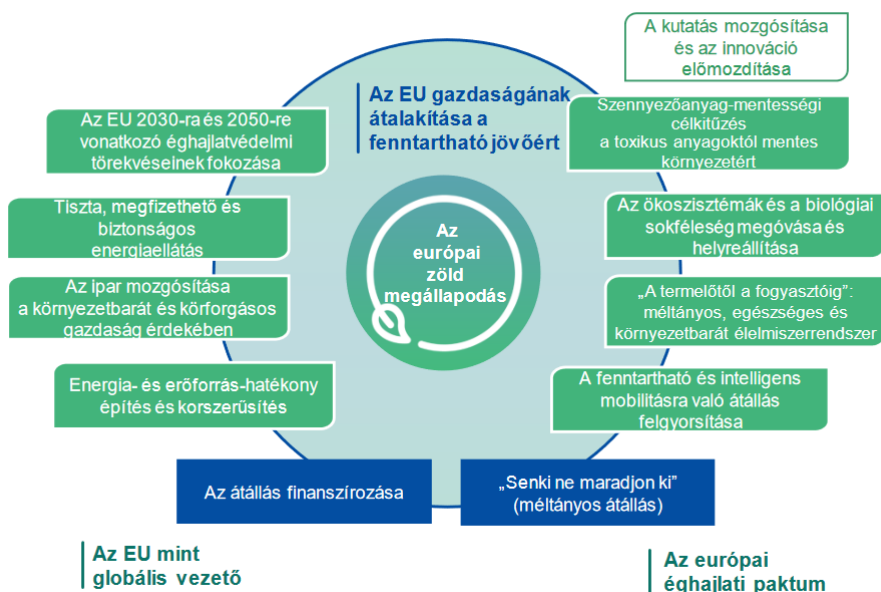 A kutatás mozgósítása
és az innováció
előmozdítása
Az EU gazdaságának
átalakítása a
fenntartható jövőért
Az EU 2030-ra és 2050-re
vonatkozó éghajlatvédelmi
törekvéseinek fokozása
Szennyezőanyag-mentességi
célkitűzés
a toxikus anyagoktól mentes
környezetért
Tiszta, megfizethető és
biztonságos
energiaellátás
Az ökoszisztémák és a biológiai
sokféleség megóvása és
helyreállítása
Az
európai
zöld
megállapodás
Az ipar mozgósítása
a környezetbarát és körforgásos
gazdaság érdekében
„A termelőtől a fogyasztóig”:
méltányos, egészséges és
környezetbarát élelmiszerrendszer
Energia- és erőforrás-hatékony
építés és korszerűsítés
A fenntartható és intelligens
mobilitásra való átállás
felgyorsítása
Az átállás finanszírozása
„Senki ne maradjon ki”
(méltányos átállás)
Az EU mint
globális vezető
Az európai
éghajlati paktum